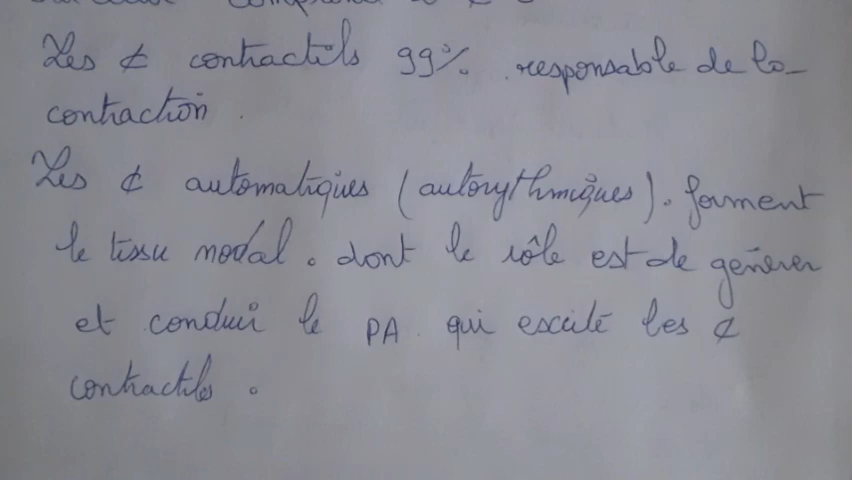 Les ¢ contractils 99% responsable de la
contraction.
Les ¢ automatiques (autorythmiques). forment
le tissu nodal. dont le rôle est de générer
et conduir le PA qui excité les ¢
contractiles.